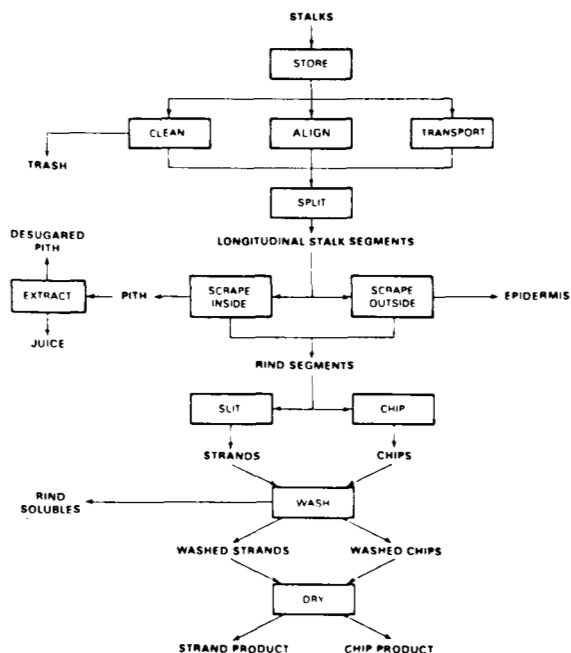 STALKS
STORE
CLEAN
ALIGN
TRANSPORT
TRASH
SPLIT
LONGITUDINAL STALK SEGMENTS
DESUGARED
PITH
EXTRACT
PITH
SCRAPE
INSIDE
SCRAPE
OUTSIDE
EPIDERMIS
JUICE
RIND SEGMENTS
SLIT
CHIP
STRANDS
CHIPS
RIND
SOLUBLES
WASH
WASHED STRANDS
WASHED CHIPS
DRY
STRAND PRODUCT
CHIP PRODUCT